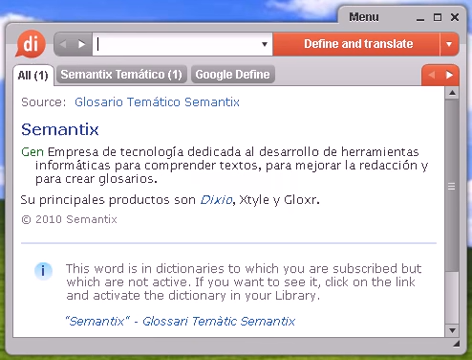 Menu
di
Define and translate
All (1)
Semantix Temático (1)
Google Define
Source: Glosario Temático Semantix
Semantix
Gen Empresa de tecnología dedicada al desarrollo de herramientas
informáticas para comprender textos, para mejorar la redacción y
para crear glosarios.
Su principales productos son Dixio, Xtyle y Gloxr.
© 2010 Semantix
i
This word is in dictionaries to which you are subscribed but
which are not active. If you want to see it, click on the link
and activate the dictionary in your Library.
"Semantix" - Glossari Temàtic Semantix